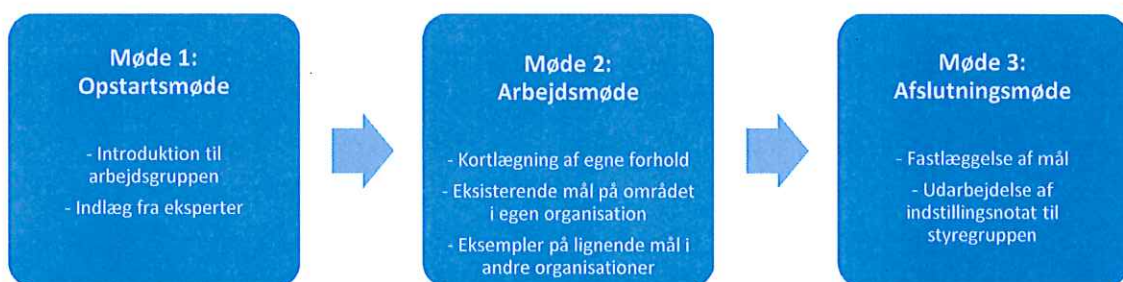 Møde 1:
Opstartsmøde
- Introduktion til
arbejdsgruppen
- Indlæg fra eksperter
Møde 2:
Arbejdsmøde
- Kortlægning af egne forhold
- Eksisterende mål på området
i egen organisation
- Eksempler på lignende mål i
andre organisationer
Møde 3:
Afslutningsmøde
- Fastlæggelse af mål
- Udarbejdelse af
indstillingsnotat til
styregruppen